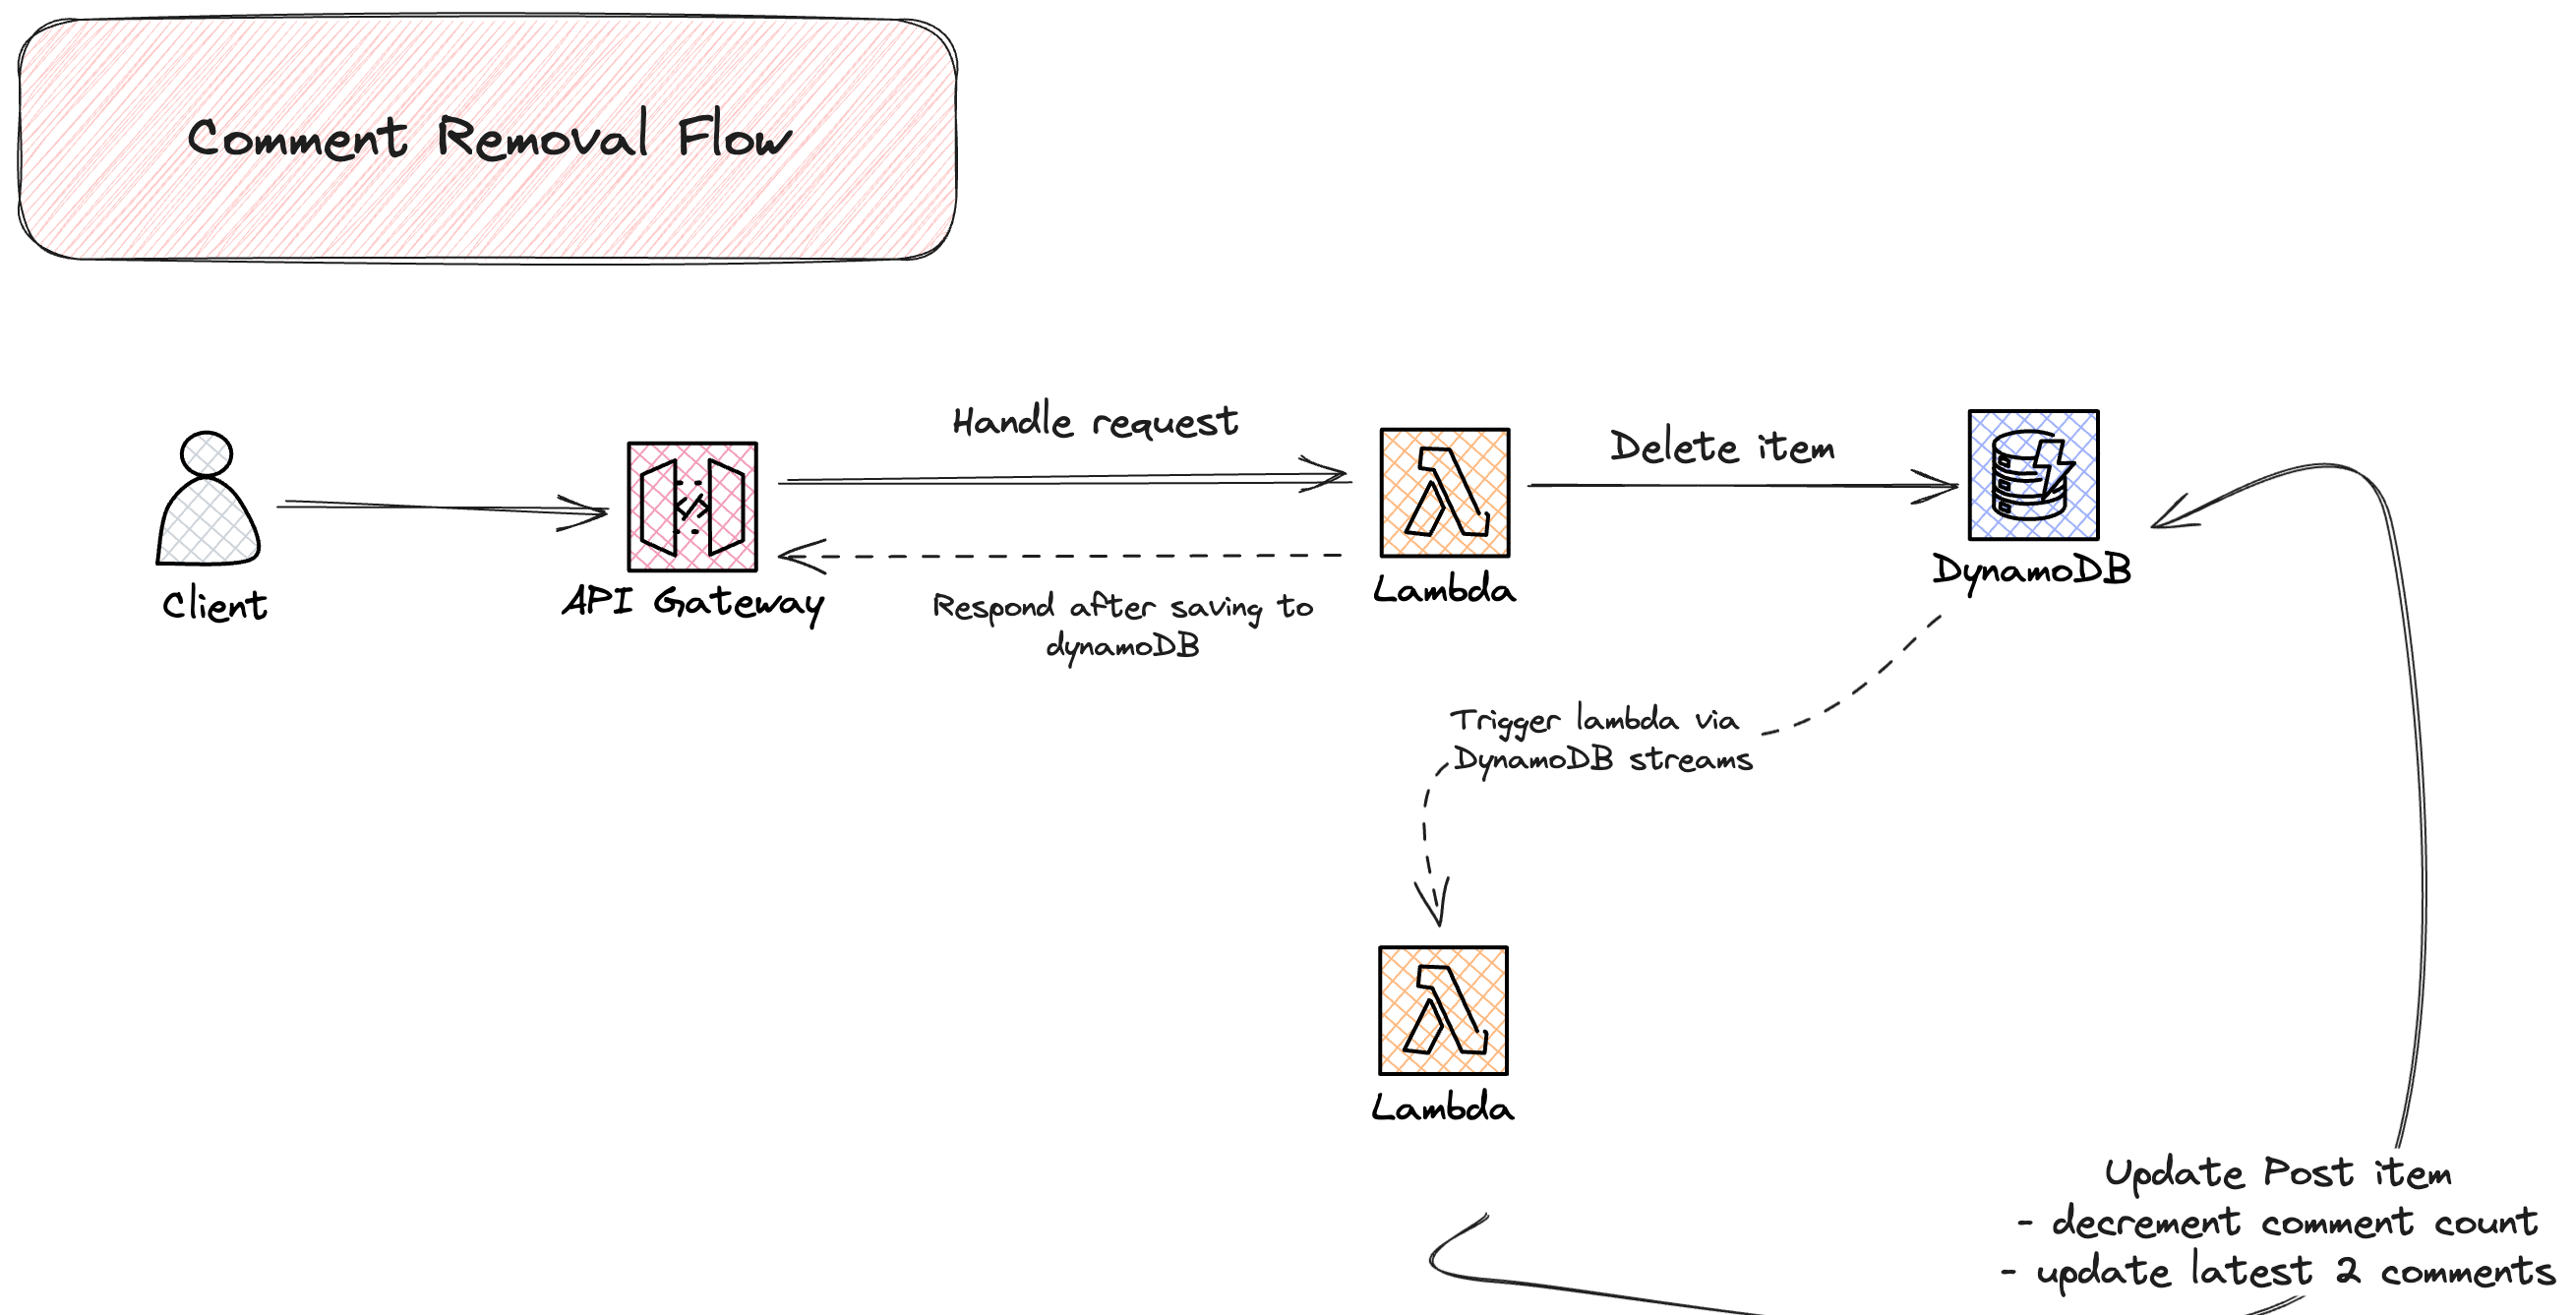 Comment Removal Flow
Handle request
Delete item
Client
API Gateway
Respond after saving to
dynamoDB
Lambda
DynamoDB
Trigger lambda via
DynamoDB streams
Lambda
Update Post item
- decrement comment count
- update latest 2 comments